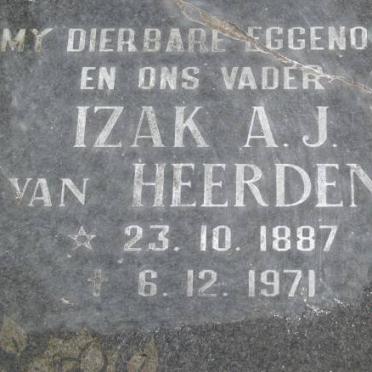 MY DIERBARE EGGENO
EN ONS VADER
IZAK A. J.
VAN HEERDEN
☆ 23. 10. 1887
† 6. 12. 1971